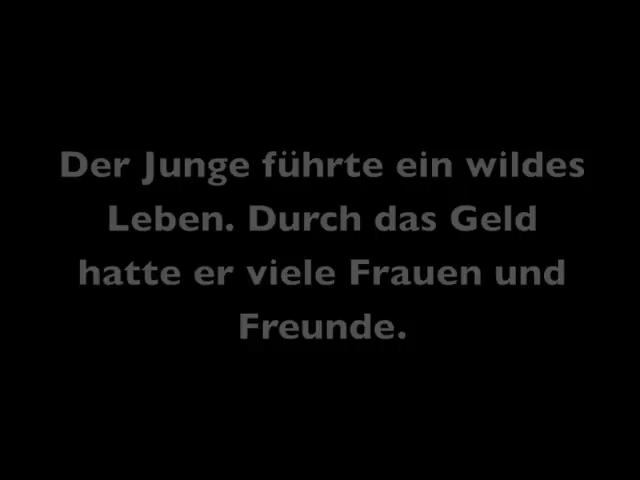 Der Junge führte ein wildes
Leben. Durch das Geld
hatte er viele Frauen und
Freunde.